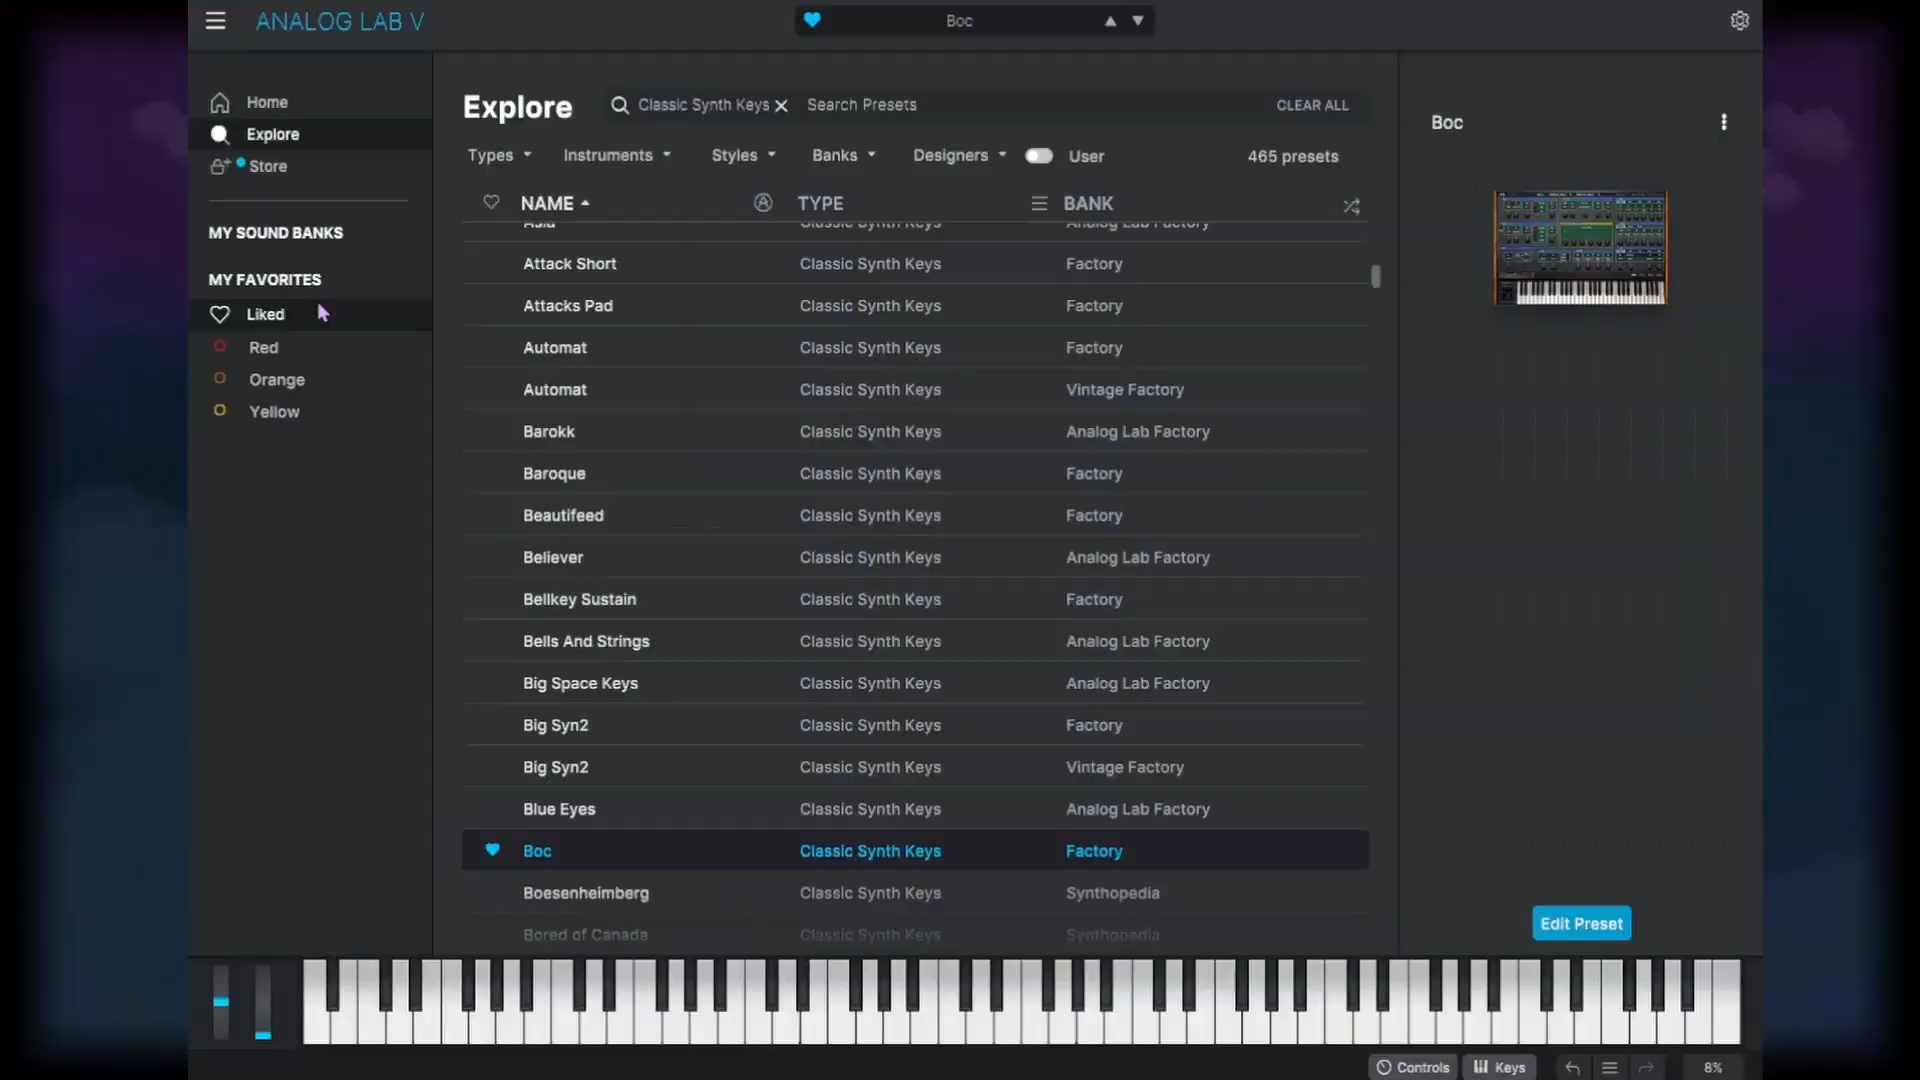 ANALOG LAB V
Boc
Home
Explore
Store
MY SOUND BANKS
MY FAVORITES
Liked
Red
Orange
Yellow
Explore
Classic Synth Keys
Search Presets
CLEAR ALL
Types
Instruments
Styles
Banks
Designers
User
465 presets
NAME TYPE BANK
Asia Classic Synth Keys Analog Lab Factory
Attack Short Classic Synth Keys Factory
Attacks Pad Classic Synth Keys Factory
Automat Classic Synth Keys Factory
Automat Classic Synth Keys Vintage Factory
Barokk Classic Synth Keys Analog Lab Factory
Baroque Classic Synth Keys Factory
Beautifeed Classic Synth Keys Factory
Believer Classic Synth Keys Analog Lab Factory
Bellkey Sustain Classic Synth Keys Factory
Bells And Strings Classic Synth Keys Analog Lab Factory
Big Space Keys Classic Synth Keys Analog Lab Factory
Big Syn2 Classic Synth Keys Factory
Big Syn2 Classic Synth Keys Vintage Factory
Blue Eyes Classic Synth Keys Analog Lab Factory
Boc Classic Synth Keys Factory
Boesenheimberg Classic Synth Keys Synthopedia
Bored of Canada Classic Synth Keys Synthopedia
Boc
Edit Preset
Controls
Keys
8%